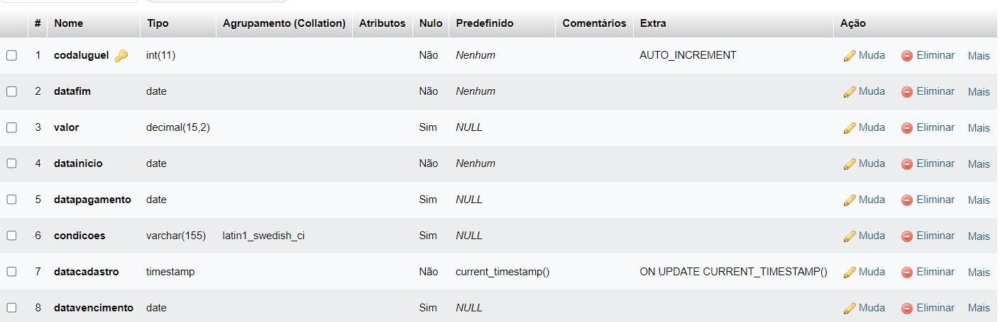 # Nome Tipo Agrupamento (Collation) Atributos Nulo Predefinido Comentários Extra Ação
1 codaluguel int(11) Não Nenhum AUTO_INCREMENT Muda Eliminar Mais
2 datafim date Não Nenhum Muda Eliminar Mais
3 valor decimal(15,2) Sim NULL Muda Eliminar Mais
4 datainicio date Não Nenhum Muda Eliminar Mais
5 datapagamento date Sim NULL Muda Eliminar Mais
6 condicoes varchar(155) latin1_swedish_ci Sim NULL Muda Eliminar Mais
7 datacadastro timestamp Não current_timestamp() ON UPDATE CURRENT_TIMESTAMP() Muda Eliminar Mais
8 datavencimento date Sim NULL Muda Eliminar Mais